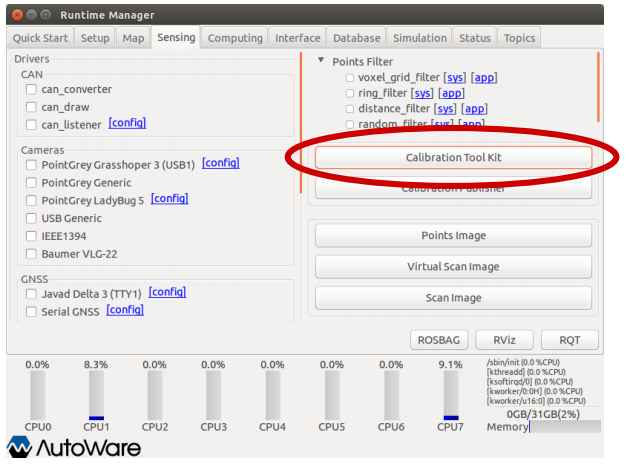 Runtime Manager
Quick Start Setup Map Sensing Computing Interface Database Simulation Status Topics
Drivers
CAN
can_converter
can_draw
can_listener [config]
Cameras
PointGrey Grasshoper 3 (USB1) [config]
PointGrey Generic
PointGrey LadyBug 5 [config]
USB Generic
IEEE1394
Baumer VLG-22
GNSS
Javad Delta 3 (TTY1) [config]
Serial GNSS [config]
Points Filter
voxel_grid_filter [sys] [app]
ring_filter [sys] [app]
distance_filter [sys] [app]
random_filter [sys] [app]
Calibration Tool Kit
Calibration Publisher
Points Image
Virtual Scan Image
Scan Image
ROSBAG RViz RQT
0.0% 8.3% 0.0% 0.0% 0.0% 0.0% 0.0% 9.1%
CPU0 CPU1 CPU2 CPU3 CPU4 CPU5 CPU6 CPU7
/sbin/init (0.0 %CPU)
[kthreadd] (0.0 %CPU)
[ksoftirqd/0] (0.0 %CPU)
[kworker/0:0H] (0.0 %CPU)
[kworker/u16:0] (0.0 %CPU)
0GB/31GB(2%)
Memory
AutoWare